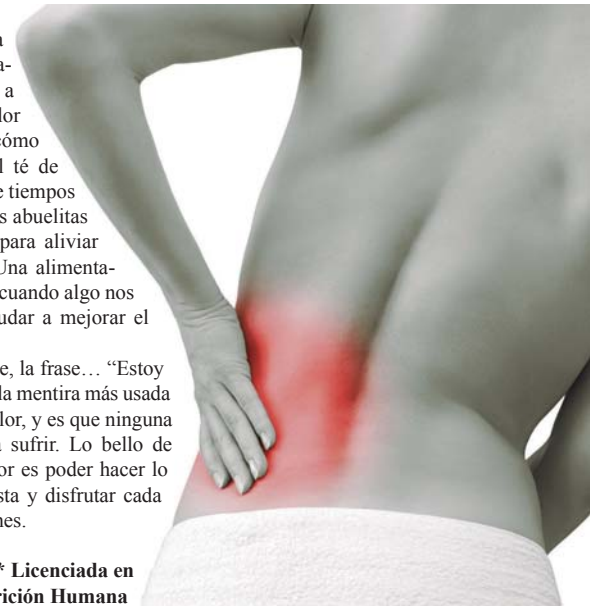 a
a-
a
lor
cómo
l té de
e tiempos
s abuelitas
para aliviar
Una alimenta-
cuando algo nos
udar a mejorar el
e, la frase… “Estoy
la mentira más usada
lor, y es que ninguna
a sufrir. Lo bello de
or es poder hacer lo
sta y disfrutar cada
nes.
* Licenciada en
rición Humana